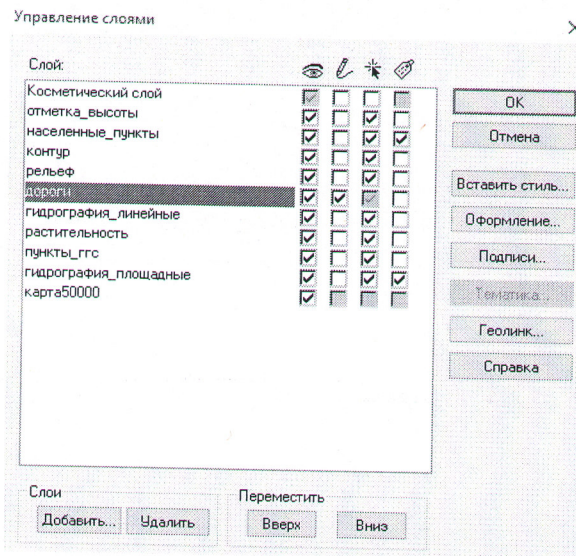 Управление слоями
Слой:
Косметический слой
отметка_высоты
населенные_пункты
контур
рельеф
дороги
гидрография_линейные
растительность
пункты_ггс
гидрография_площадные
карта50000
OK
Отмена
Вставить стиль...
Оформление...
Подписи...
Тематика...
Геолинк...
Справка
Слои
Добавить...
Удалить
Переместить
Вверх
Вниз